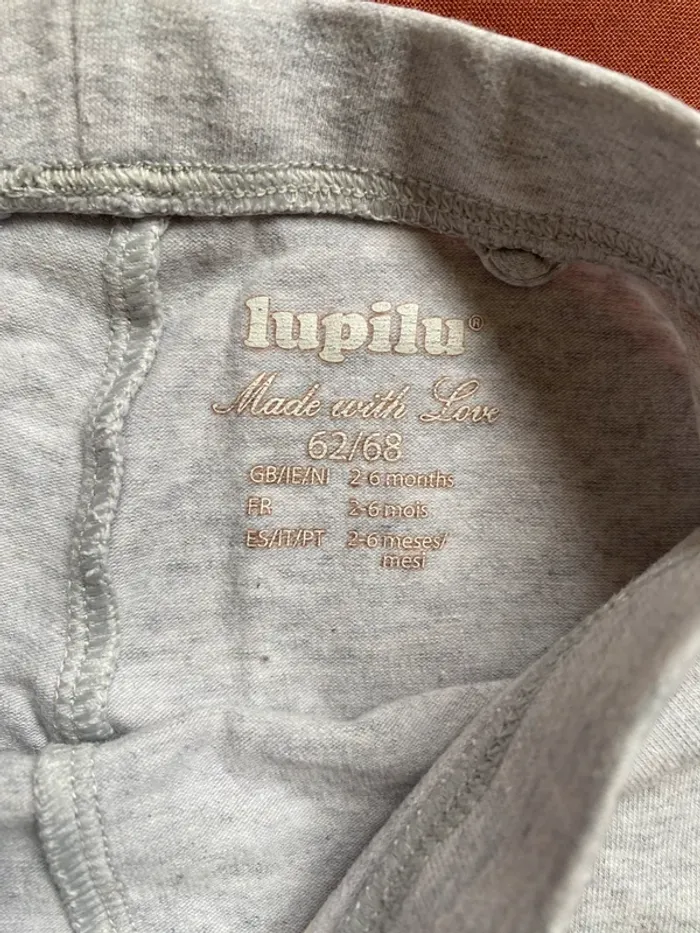 lupilu®
Made with Love
62/68
GB/IE/NI 2-6 months
FR 2-6 mois
ES/IT/PT 2-6 meses/
mesi